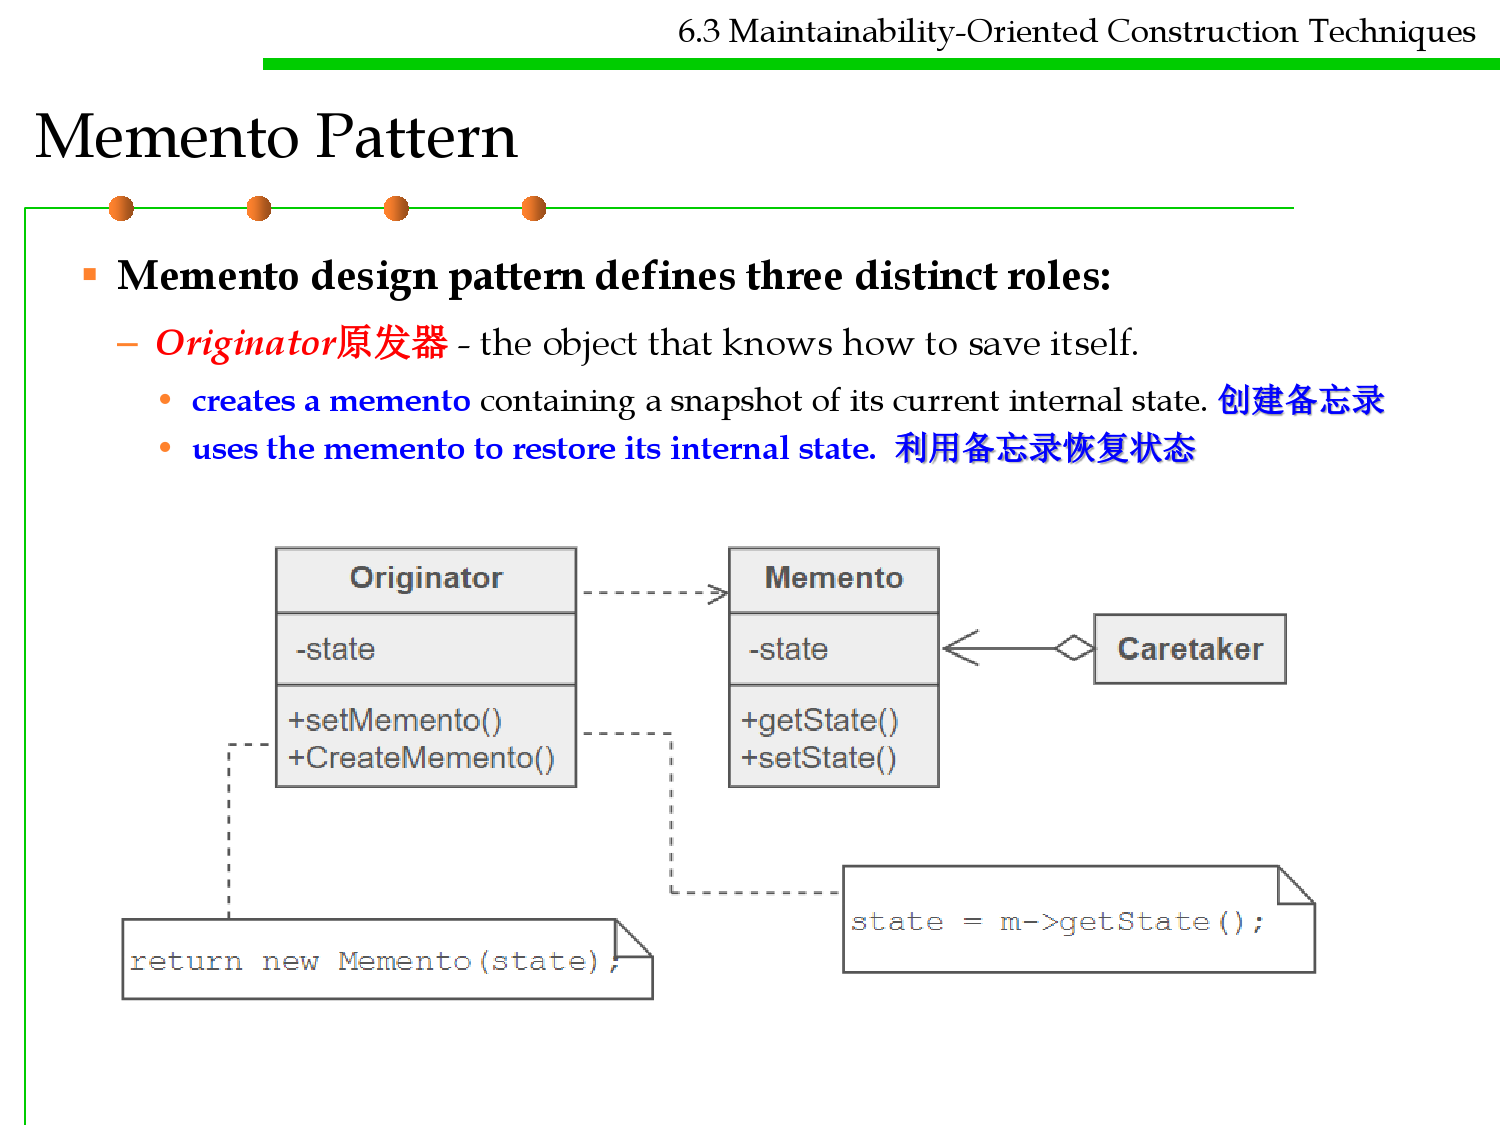 6.3 Maintainability-Oriented Construction Techniques
Memento Pattern
Memento design pattern defines three distinct roles:
– Originator原发器 - the object that knows how to save itself.
• creates a memento containing a snapshot of its current internal state. 创建备忘录
• uses the memento to restore its internal state. 利用备忘录恢复状态
Originator
-state
+setMemento()
+CreateMemento()
Memento
-state
+getState()
+setState()
Caretaker
return new Memento(state);
state = m->getState();